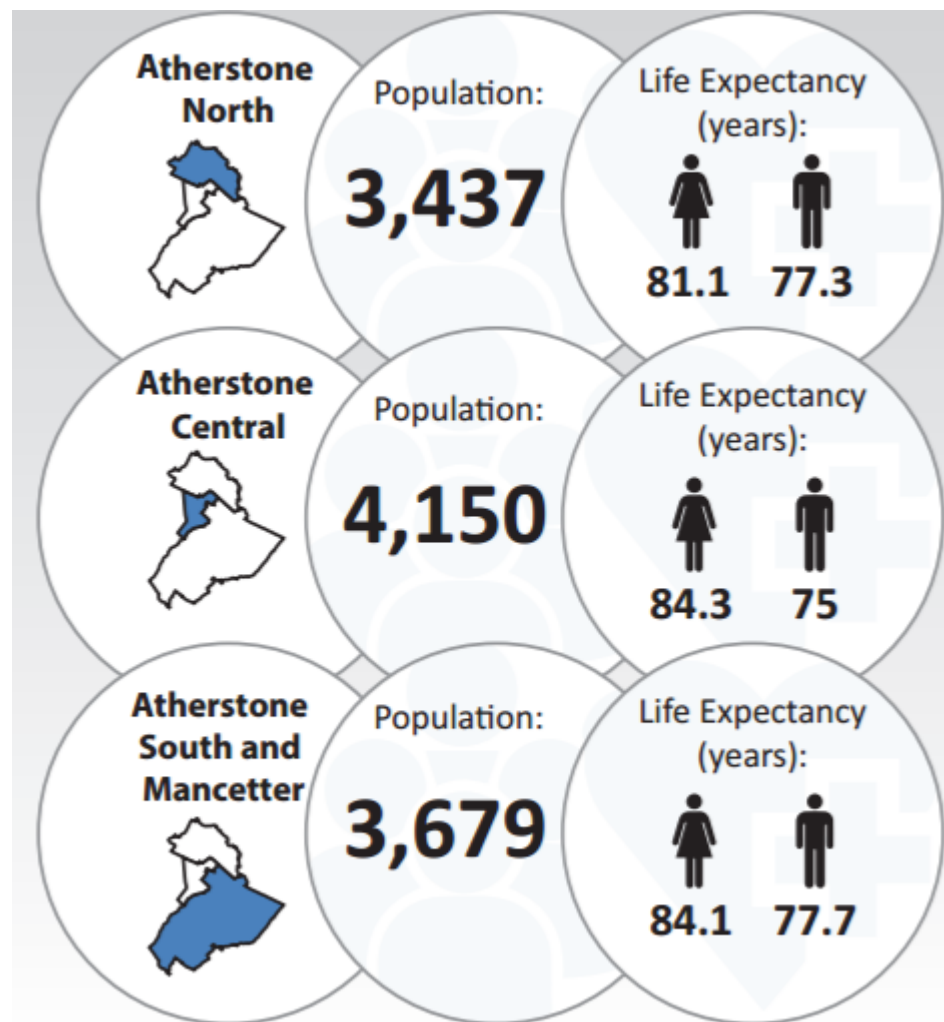 Atherstone
North
Population:
3,437
Life Expectancy
(years):
81.1 77.3
Atherstone
Central
Population:
4,150
Life Expectancy
(years):
84.3 75
Atherstone
South and
Mancetter
Population:
3,679
Life Expectancy
(years):
84.1 77.7